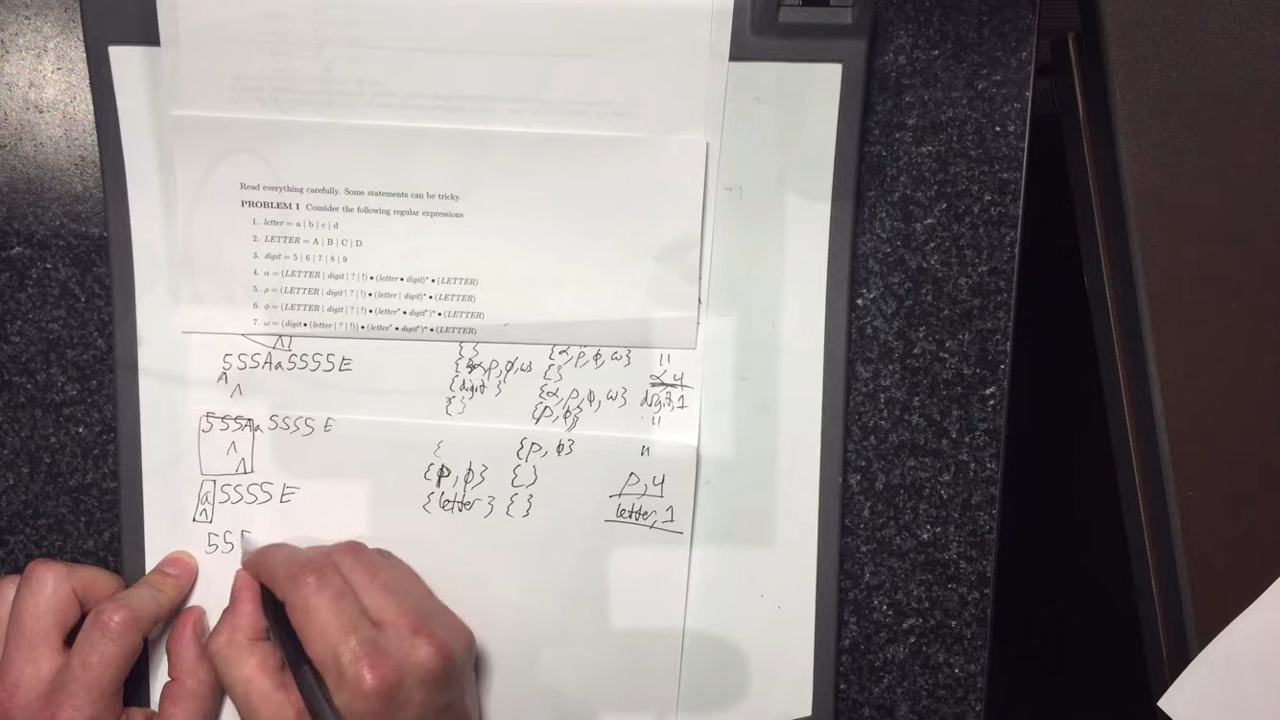 Read everything carefully. Some statements can be tricky.
PROBLEM I Consider the following regular expressions
1. letter = a | b | c | d
2. LETTER = A | B | C | D
3. digit = 5 | 6 | 7 | 8 | 9
4. α = (LETTER | digit | ? | !) • (letter • digit)* • (LETTER)
5. ρ = (LETTER | digit | ? | !) • (letter | digit)* • (LETTER)
6. ϕ = (LETTER | digit | ? | !) • (letter* • digit*)* • (LETTER)
7. ω = (digit • (letter | ? | !)) • (letter* • digit*)* • (LETTER)
{} {α, ρ, ϕ, ω} "
555Aa5555E {α, ρ, ϕ, ω} {} α 4
{digit} {α, ρ, ϕ, ω} digit, 1
{} {ρ, ϕ} "
555Aa5555E
{ {ρ, ϕ} "
{ρ, ϕ} {} ρ, 4
a5555E {letter} {} letter, 1
555